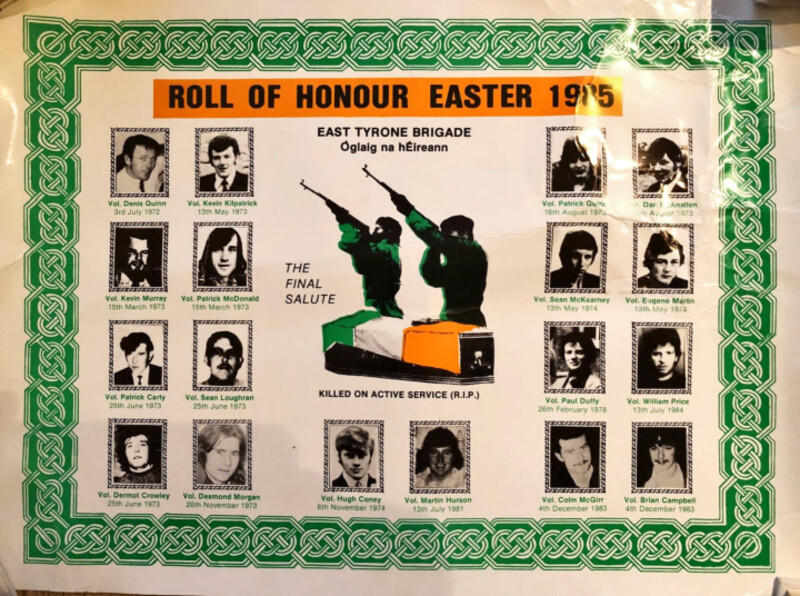 ROLL OF HONOUR EASTER 1985
EAST TYRONE BRIGADE
Óglaig na hÉireann
Vol. Denis Quinn
3rd July 1972
Vol. Kevin Kilpatrick
13th May 1973
Vol. Patrick Quinn
16th August 1973
Vol.
August 1973
Vol. Kevin Murray
15th March 1973
Vol. Patrick McDonald
15th March 1973
THE
FINAL
SALUTE
Vol. Sean McKearney
13th May 1974
Vol. Eugene Martin
13th May 1974
Vol. Patrick Carty
25th June 1973
Vol. Sean Loughran
25th June 1973
KILLED ON ACTIVE SERVICE (R.I.P.)
Vol. Paul Duffy
26th February 1978
Vol. William Price
13th July 1984
Vol. Dermot Crowley
25th June 1973
Vol. Desmond Morgan
26th November 1973
Vol. Hugh Coney
6th November 1974
Vol. Martin Hurson
13th July 1981
Vol. Colm McGirr
4th December 1983
Vol. Brian Campbell
4th December 1983